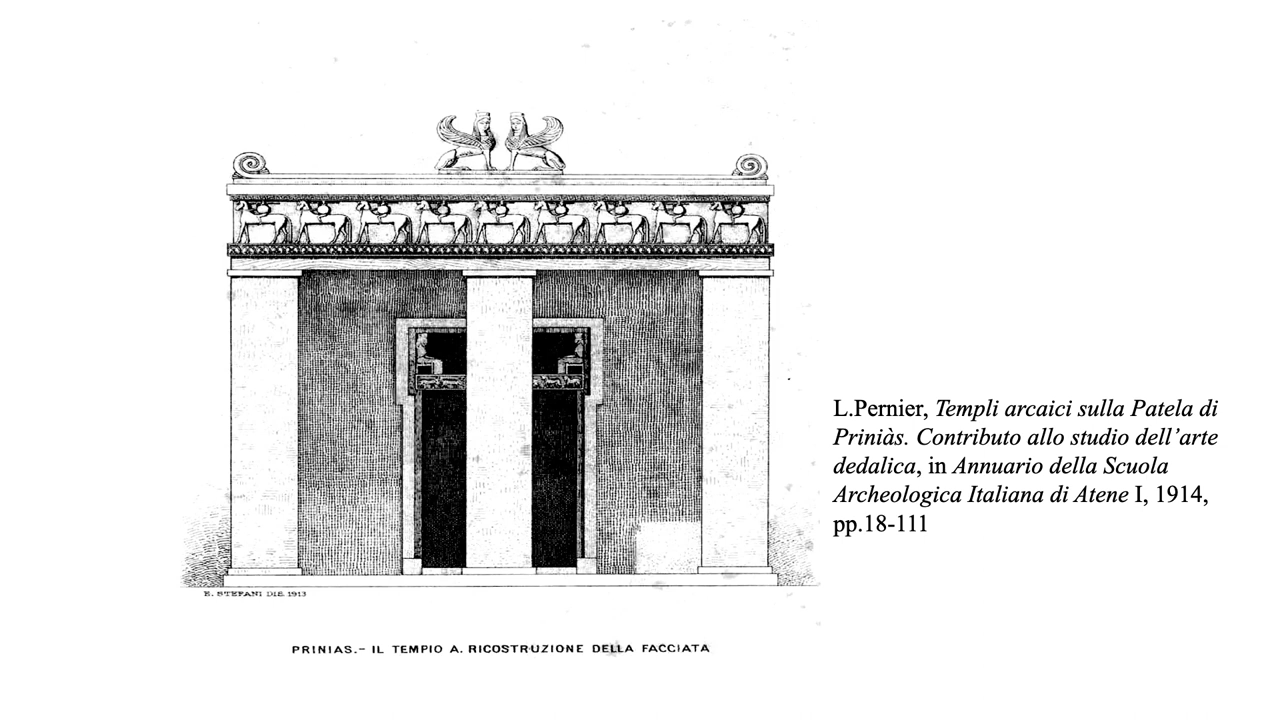 E. STEFANI DIS. 1913
PRINIAS.– IL TEMPIO A. RICOSTRUZIONE DELLA FACCIATA
L.Pernier, Templi arcaici sulla Patela di
Priniàs. Contributo allo studio dell’arte
dedalica, in Annuario della Scuola
Archeologica Italiana di Atene I, 1914,
pp.18-111